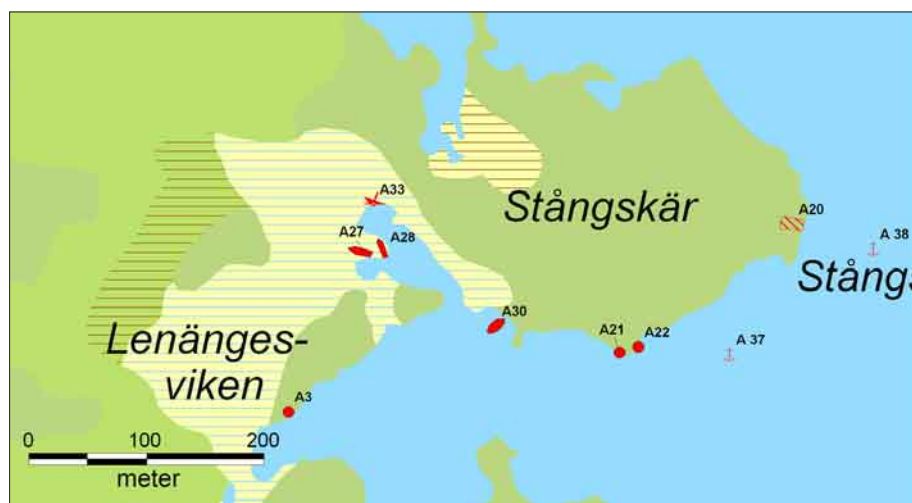 A33
Stångskär
A20
A27
A28
A 38
Stångs
A30
A21
A22
A 37
Lenänges-
viken
A3
0 100 200
meter